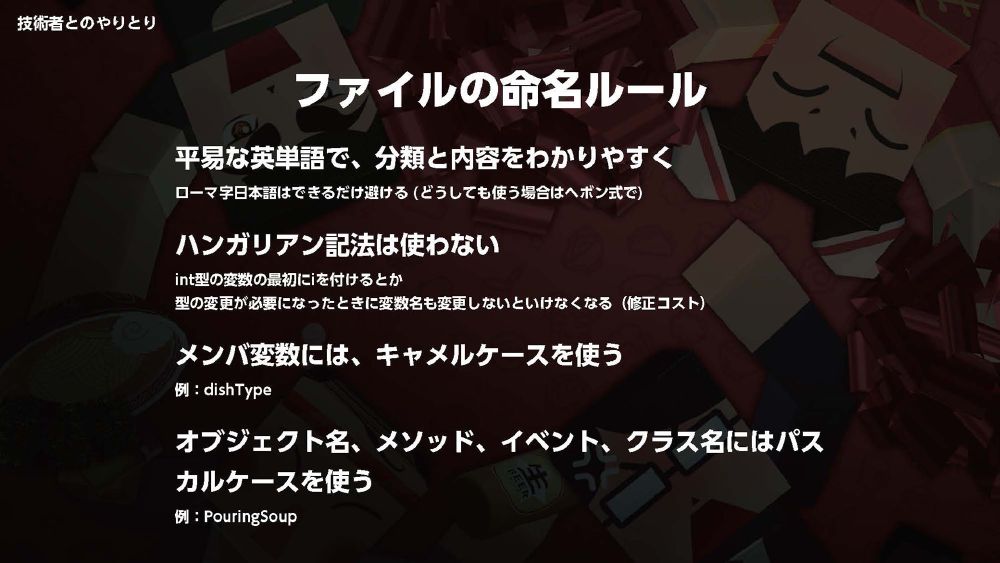 技術者とのやりとり
ファイルの命名ルール
平易な英単語で、分類と内容をわかりやすく
ローマ字日本語はできるだけ避ける (どうしても使う場合はヘボン式で)
ハンガリアン記法は使わない
int型の変数の最初にiを付けるとか
型の変更が必要になったときに変数名も変更しないといけなくなる（修正コスト）
メンバ変数には、キャメルケースを使う
例：dishType
オブジェクト名、メソッド、イベント、クラス名にはパス
カルケースを使う
例：PouringSoup
生
BEER